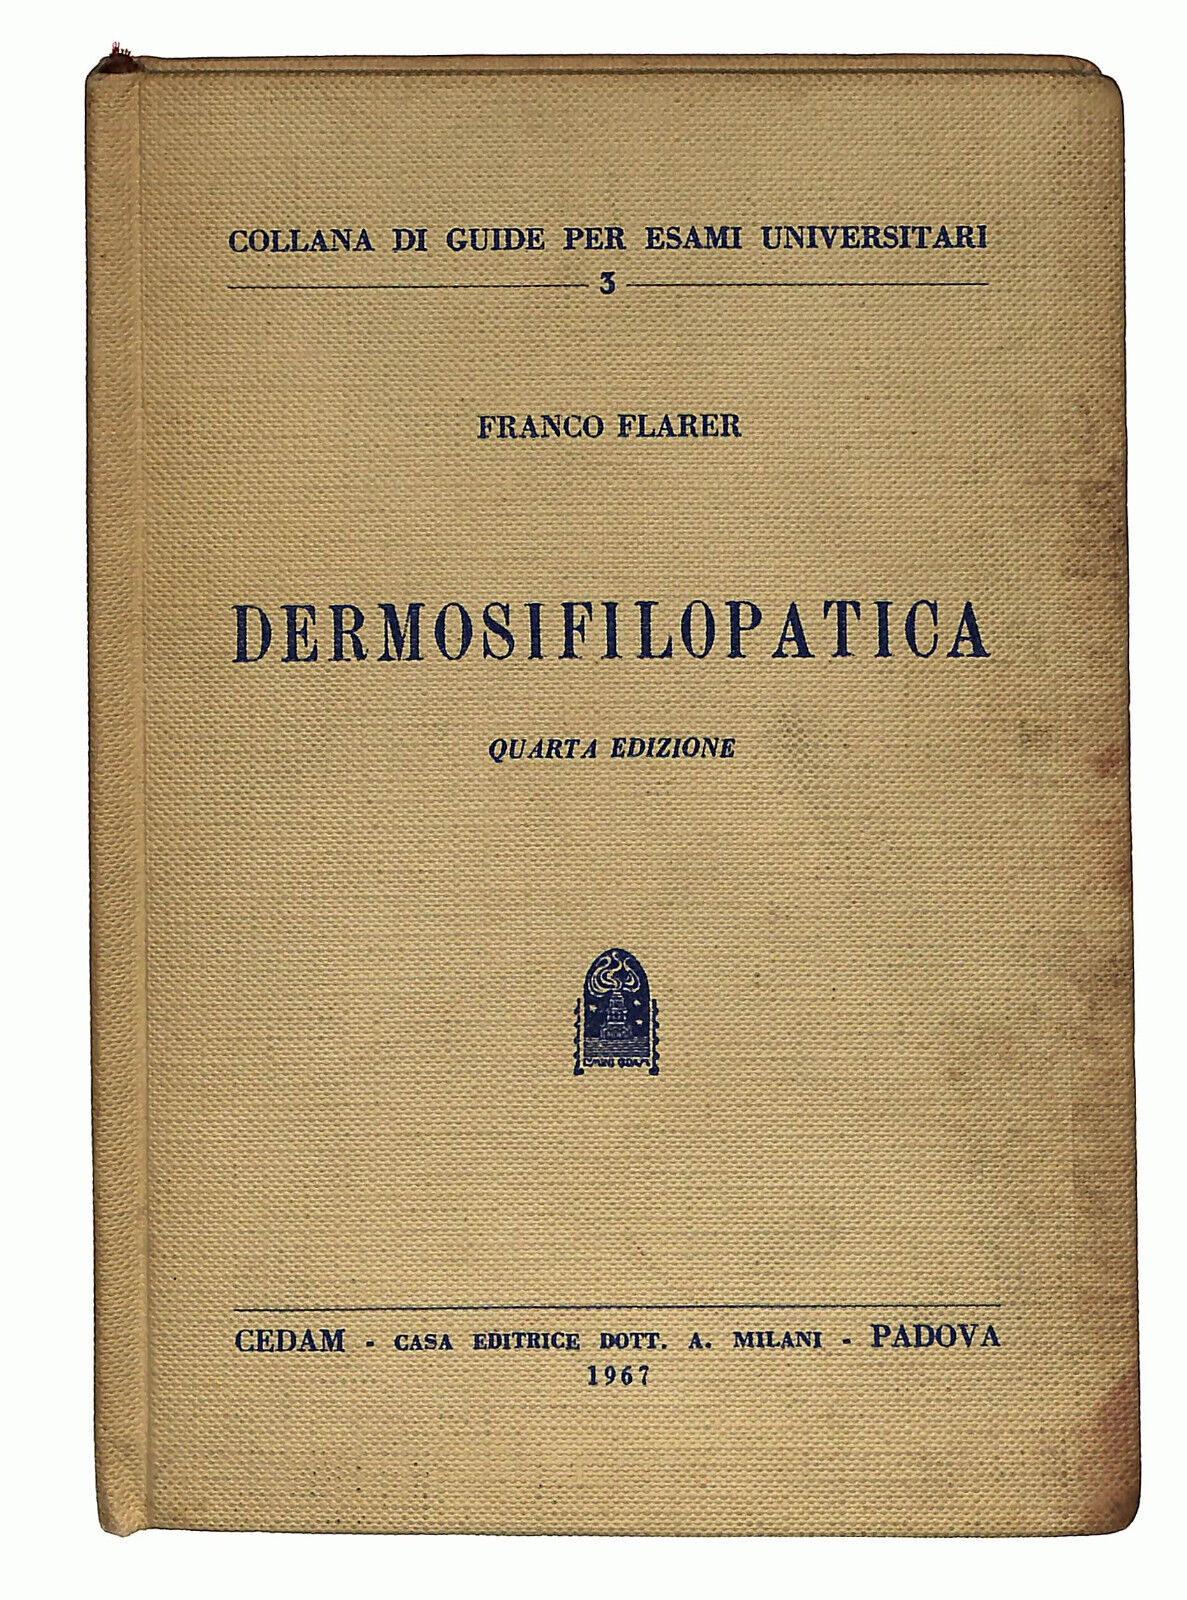 COLLANA DI GUIDE PER ESAMI UNIVERSITARI
3
FRANCO FLARER
DERMOSIFILOPATICA
QUARTA EDIZIONE
CEDAM - CASA EDITRICE DOTT. A. MILANI - PADOVA
1967